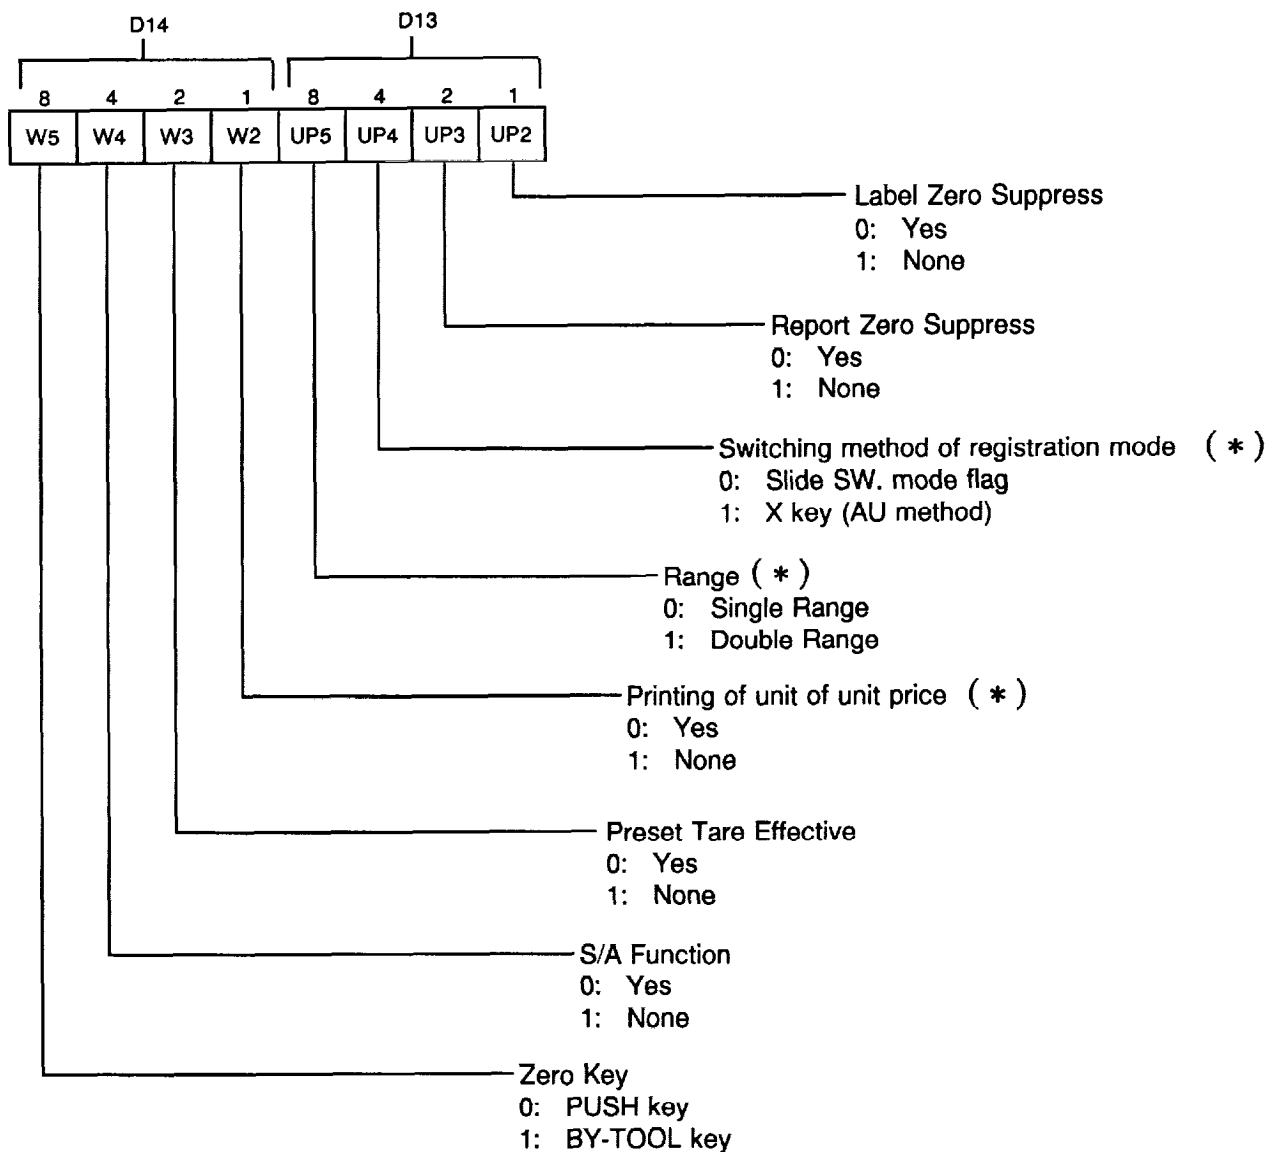 D14 D13
8 4 2 1 8 4 2 1
W5 W4 W3 W2 UP5 UP4 UP3 UP2
Label Zero Suppress
0: Yes
1: None
Report Zero Suppress
0: Yes
1: None
Switching method of registration mode (*)
0: Slide SW. mode flag
1: X key (AU method)
Range (*)
0: Single Range
1: Double Range
Printing of unit of unit price (*)
0: Yes
1: None
Preset Tare Effective
0: Yes
1: None
S/A Function
0: Yes
1: None
Zero Key
0: PUSH key
1: BY-TOOL key